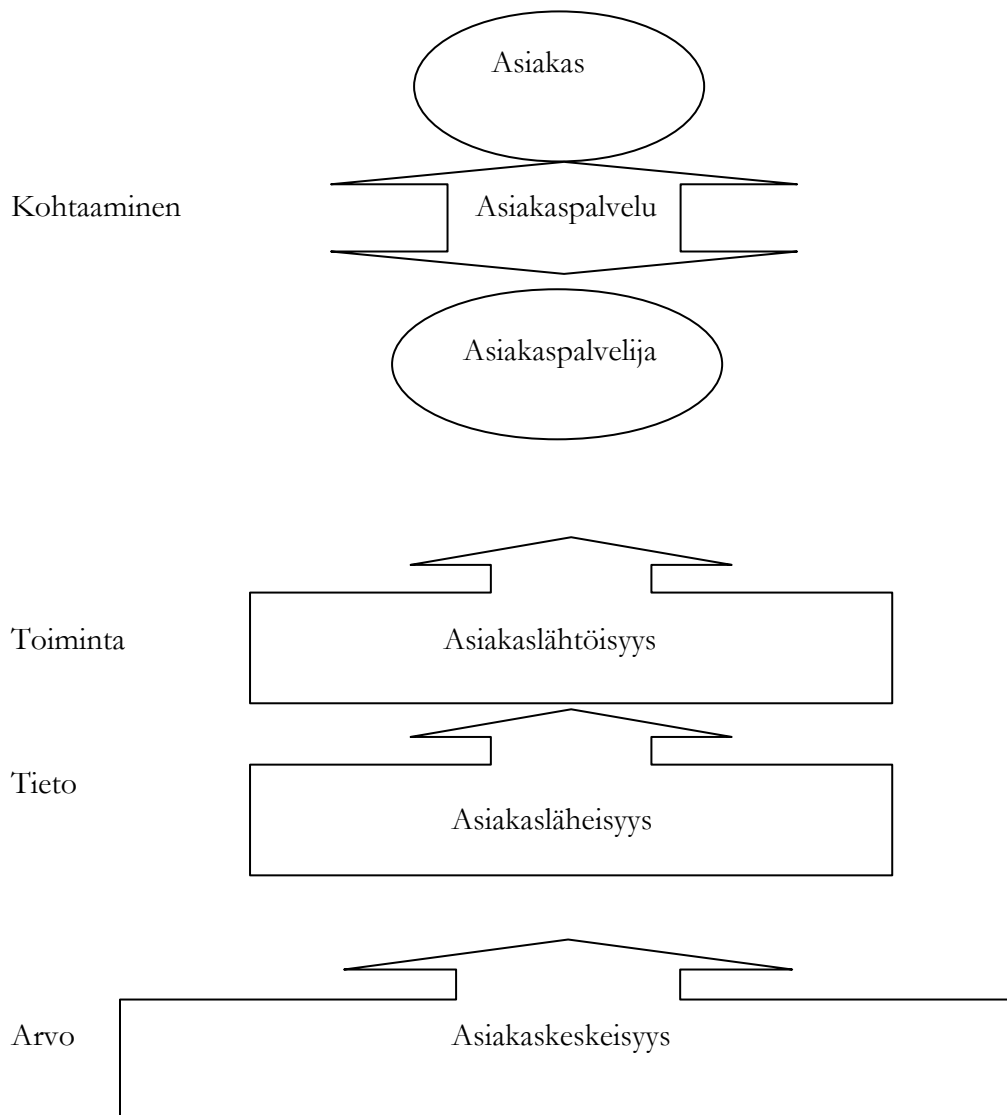 Asiakas
Kohtaaminen
Asiakaspalvelu
Asiakaspalvelija
Toiminta
Asiakaslähtöisyys
Tieto
Asiakasläheisyys
Arvo
Asiakaskeskeisyys